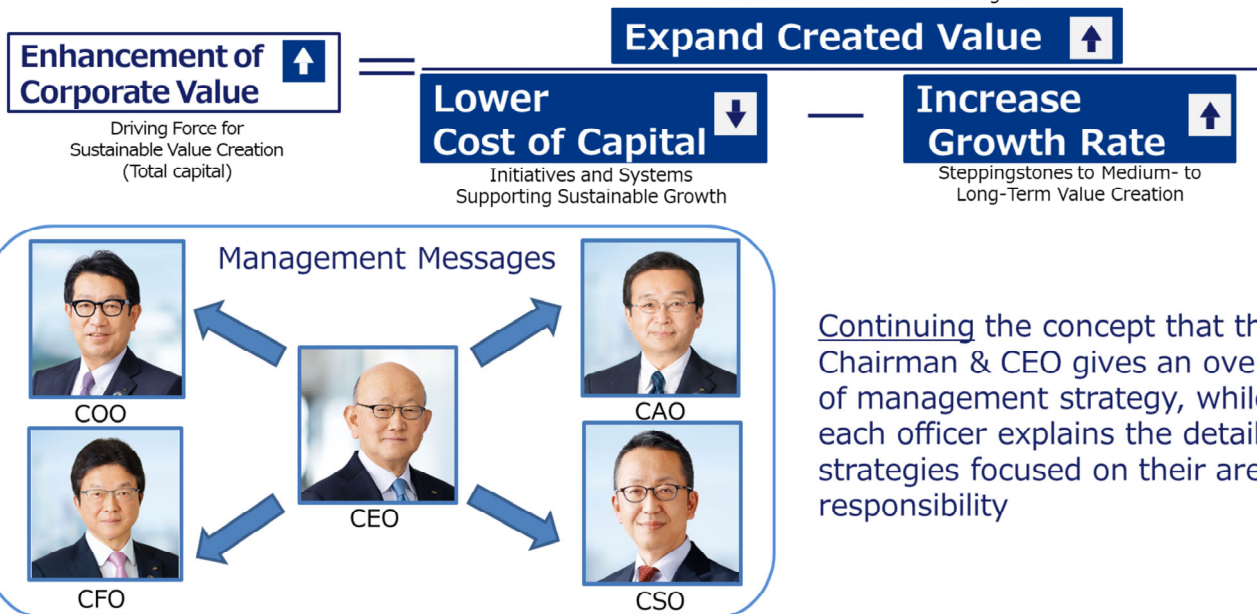 Expand Created Value
Enhancement of
Corporate Value
=
Lower
Cost of Capital
—
Increase
Growth Rate
Driving Force for
Sustainable Value Creation
(Total capital)
Initiatives and Systems
Supporting Sustainable Growth
Steppingstones to Medium- to
Long-Term Value Creation
Management Messages
COO
CAO
CEO
CFO
CSO
Continuing the concept that th
Chairman & CEO gives an ove
of management strategy, while
each officer explains the detail
strategies focused on their are
responsibility